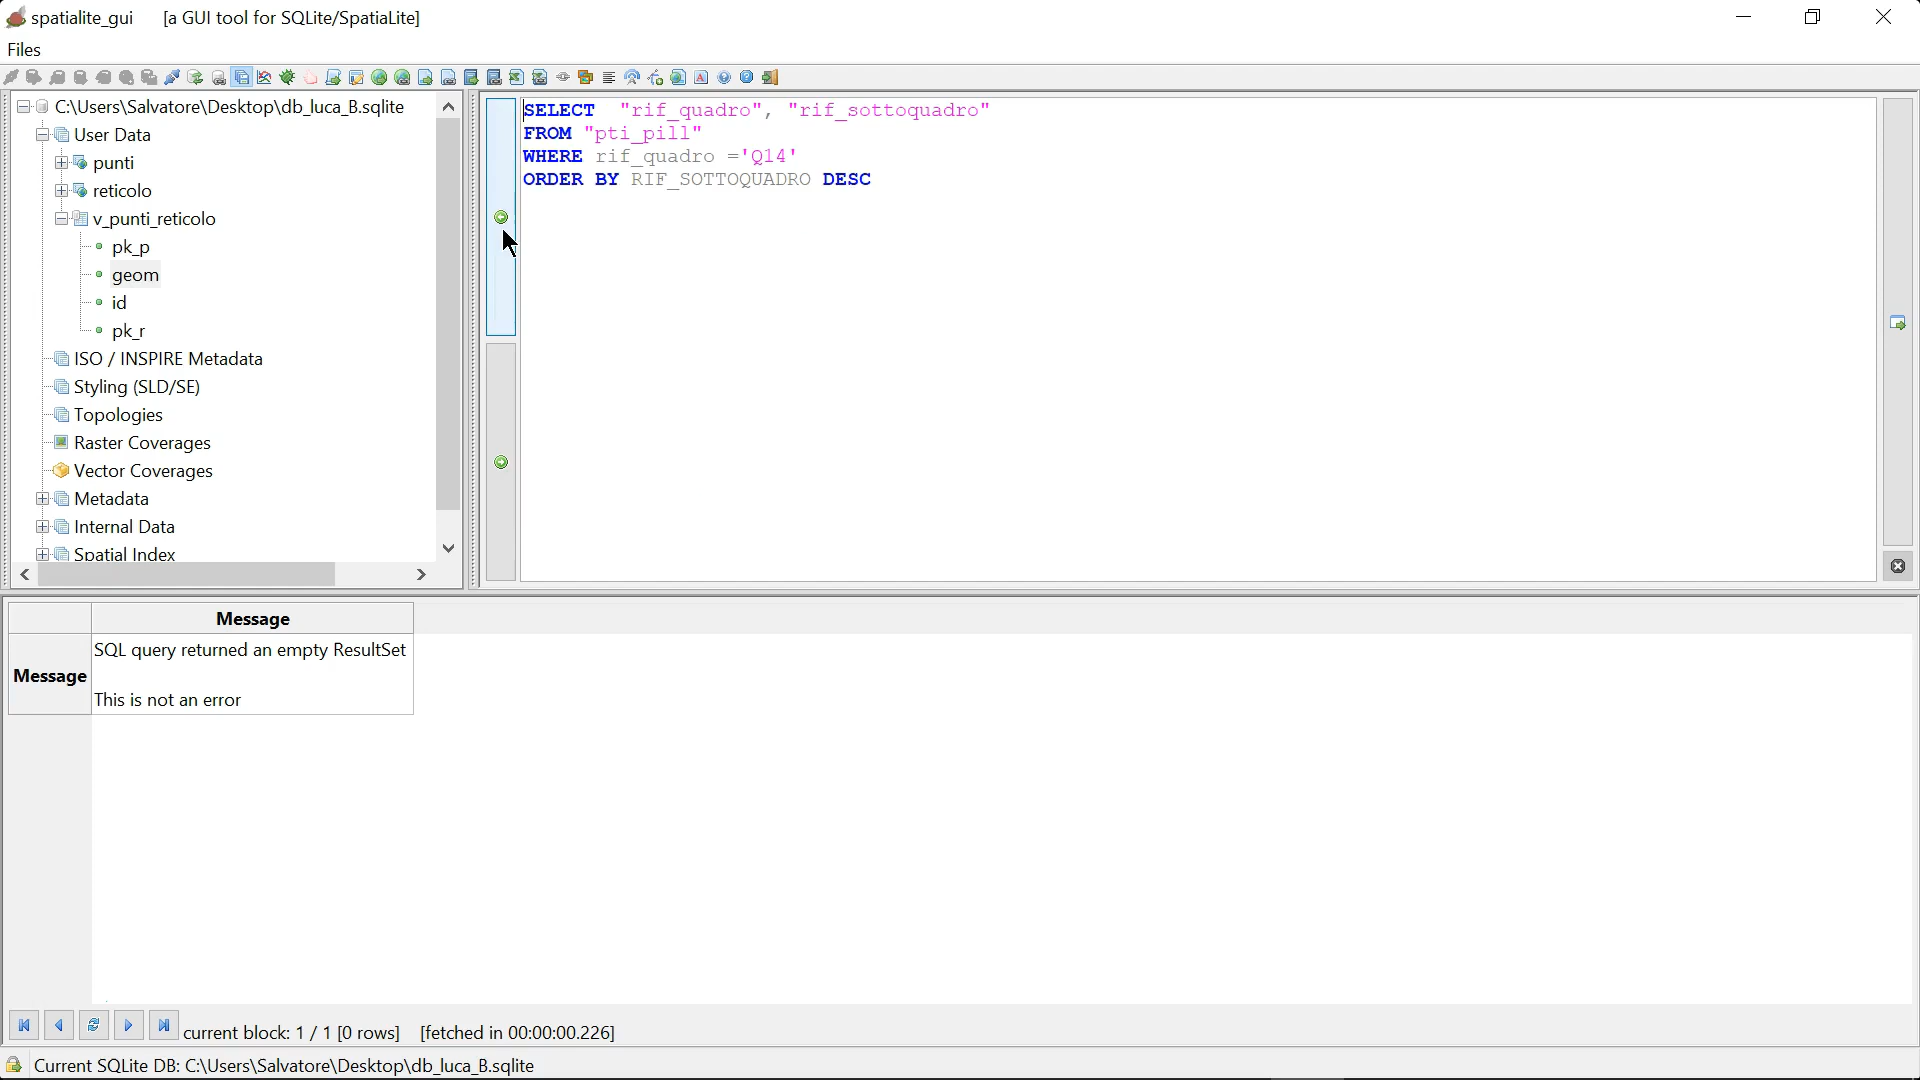 spatialite_gui [a GUI tool for SQLite/SpatiaLite]
Files
C:\Users\Salvatore\Desktop\db_luca_B.sqlite
User Data
punti
reticolo
v_punti_reticolo
pk_p
geom
id
pk_r
ISO / INSPIRE Metadata
Styling (SLD/SE)
Topologies
Raster Coverages
Vector Coverages
Metadata
Internal Data
Spatial Index
SELECT "rif_quadro", "rif_sottoquadro"
FROM "pti_pill"
WHERE rif_quadro ='Q14'
ORDER BY RIF_SOTTOQUADRO DESC
Message
Message
SQL query returned an empty ResultSet
This is not an error
current block: 1 / 1 [0 rows] [fetched in 00:00:00.226]
Current SQLite DB: C:\Users\Salvatore\Desktop\db_luca_B.sqlite